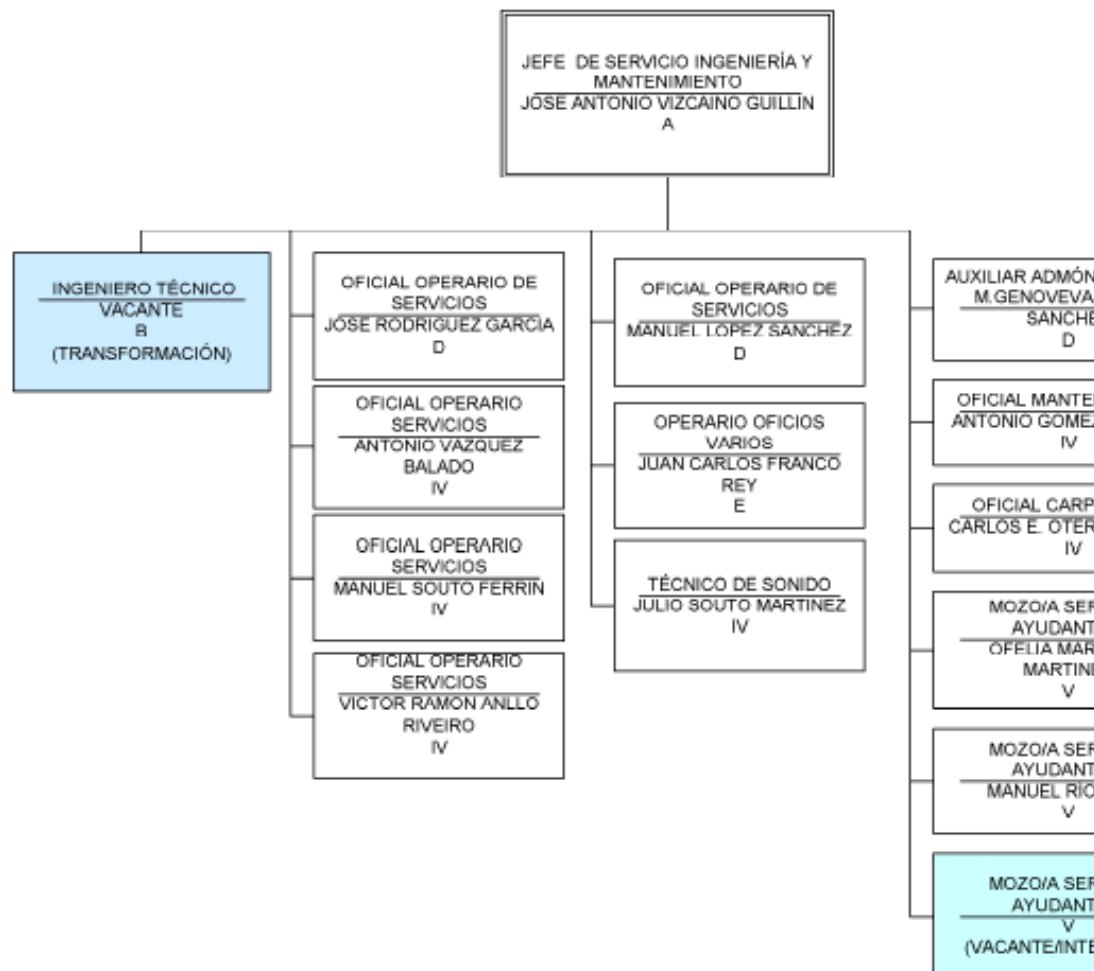 JEFE DE SERVICIO INGENIERÍA Y
MANTENIMIENTO
JOSE ANTONIO VIZCAINO GUILLÍN
A
INGENIERO TÉCNICO
VACANTE
B
(TRANSFORMACIÓN)
OFICIAL OPERARIO DE
SERVICIOS
JOSE RODRIGUEZ GARCIA
D
OFICIAL OPERARIO
SERVICIOS
ANTONIO VAZQUEZ
BALADO
IV
OFICIAL OPERARIO
SERVICIOS
MANUEL SOUTO FERRIN
IV
OFICIAL OPERARIO
SERVICIOS
VICTOR RAMON ANLLO
RIVEIRO
IV
OFICIAL OPERARIO DE
SERVICIOS
MANUEL LOPEZ SANCHEZ
D
OPERARIO OFICIOS
VARIOS
JUAN CARLOS FRANCO
REY
E
TÉCNICO DE SONIDO
JULIO SOUTO MARTINEZ
IV
AUXILIAR ADMÓN
M.GENOVEVA
SANCHE
D
OFICIAL MANTE
ANTONIO GOMEZ
IV
OFICIAL CARP
CARLOS E. OTER
IV
MOZO/A SER
AYUDANT
OFELIA MAR
MARTIN
V
MOZO/A SER
AYUDANT
MANUEL RÍO
V
MOZO/A SER
AYUDANT
V
(VACANTE/INTE